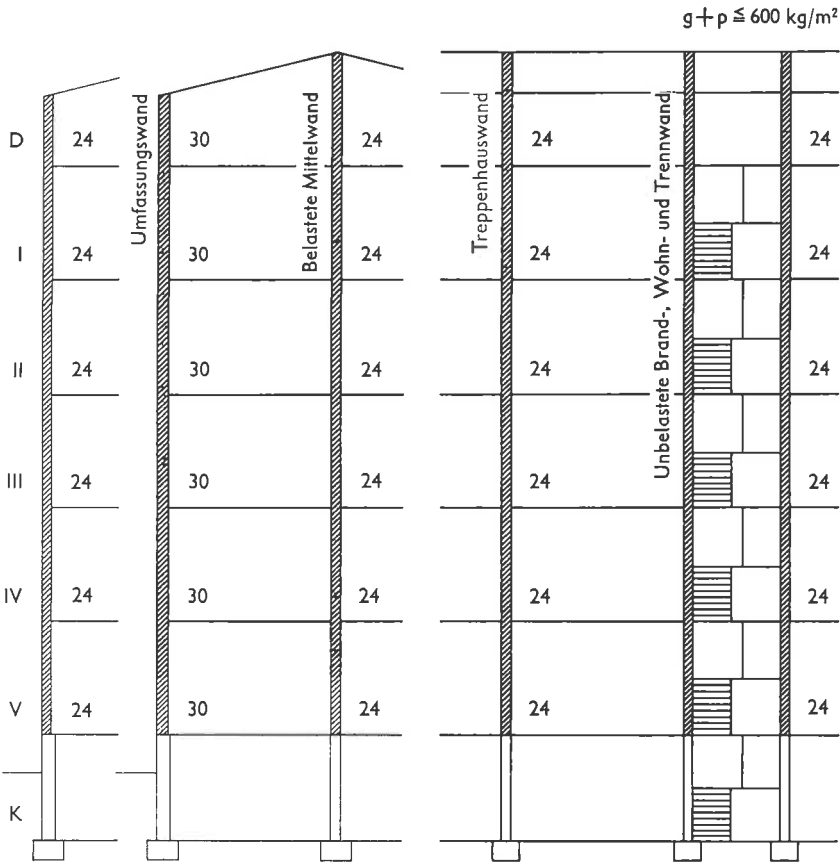 g+p ≦ 600 kg/m²
Umfassungswand
Belastete Mittelwand
Treppenhauswand
Unbelastete Brand-, Wohn- und Trennwand
D 24 30 24 24 24
I 24 30 24 24 24
II 24 30 24 24 24
III 24 30 24 24 24
IV 24 30 24 24 24
V 24 30 24 24 24
K